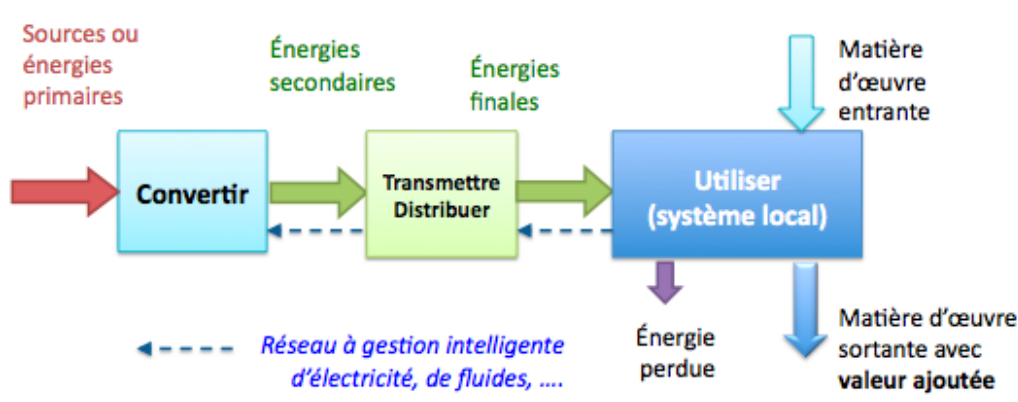 Sources ou
énergies
primaires
Énergies
secondaires
Énergies
finales
Matière
d'œuvre
entrante
Convertir
Transmettre
Distribuer
Utiliser
(système local)
Énergie
perdue
Matière d'œuvre
sortante avec
valeur ajoutée
Réseau à gestion intelligente
d'électricité, de fluides, ....